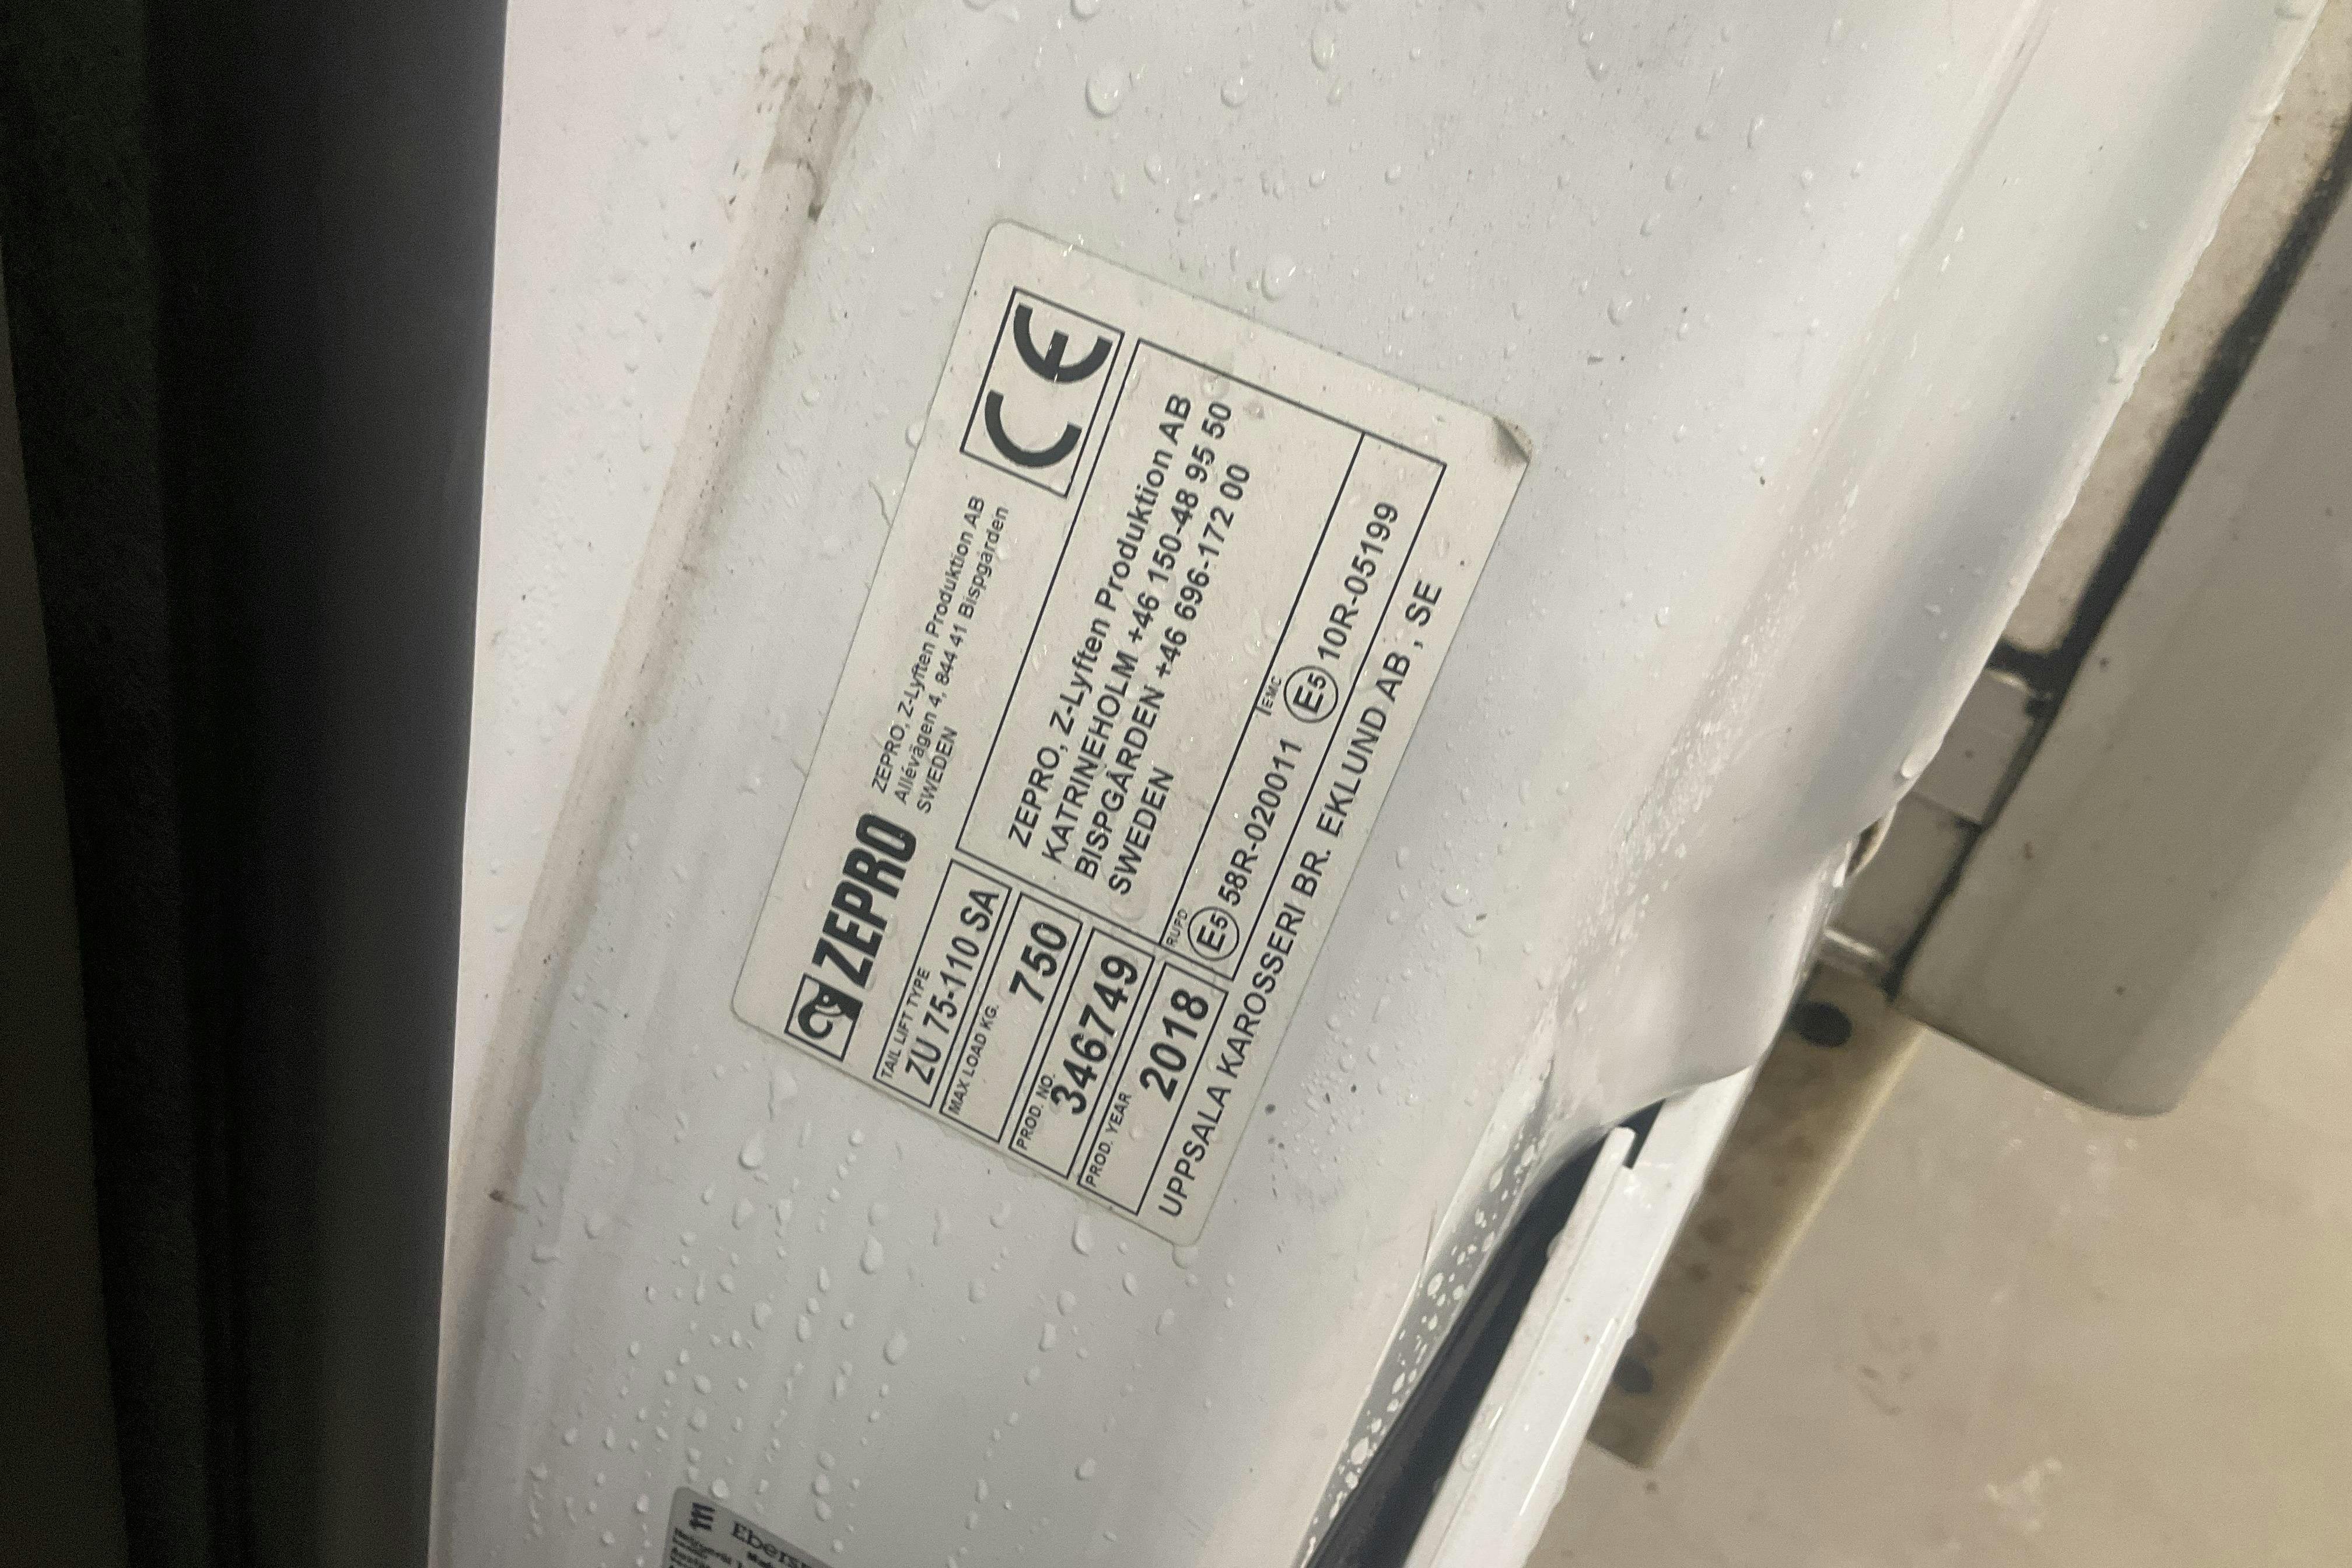 ZEPRO
ZEPRO, Z-Lyften Produktion AB
Allévägen 4, 844 41 Bispgården
SWEDEN
CE
TAIL LIFT TYPE
ZU 75-110 SA
MAX LOAD KG.
750
PROD. NO.
346749
PROD. YEAR
2018
ZEPRO, Z-Lyften Produktion AB
KATRINEHOLM +46 150-48 95 50
BISPGÅRDEN +46 696-172 00
SWEDEN
RUPD
E5 58R-020011
EMC
E5 10R-05199
UPPSALA KAROSSERI BR. EKLUND AB , SE